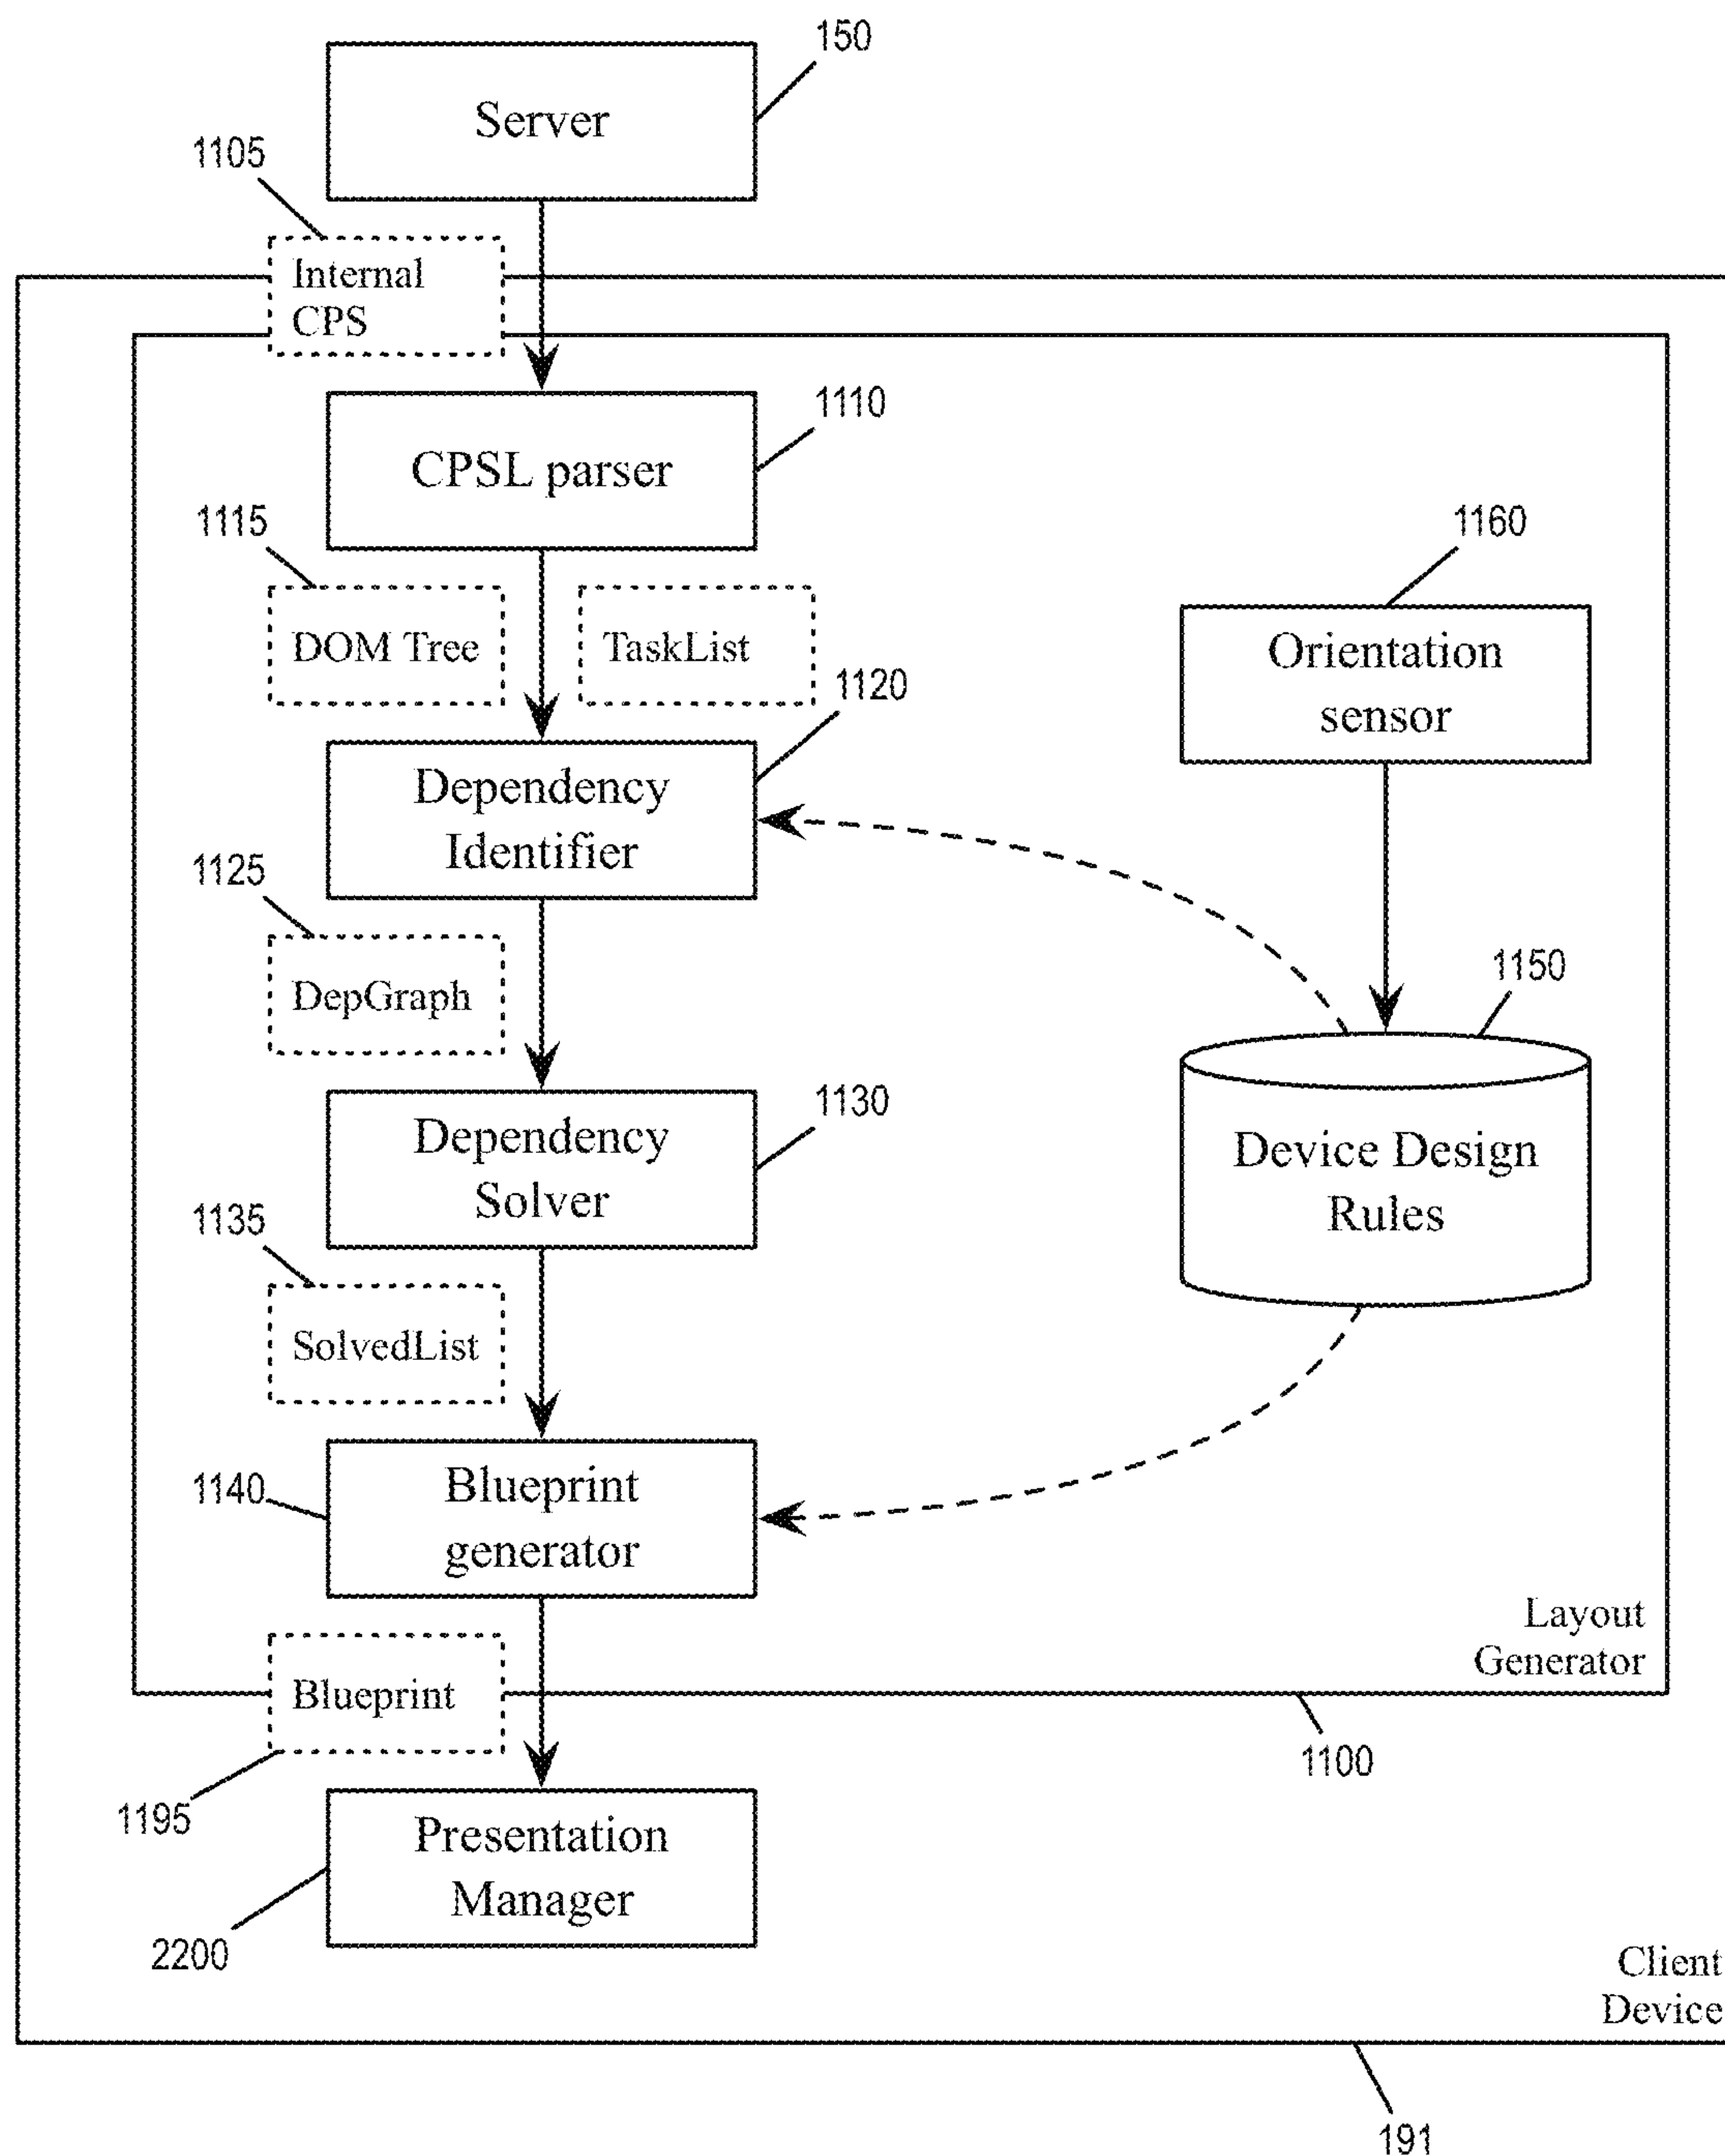 150
Server
1105
Internal
CPS
1110
CPSL parser
1115
1160
DOM Tree
TaskList
Orientation
sensor
1120
Dependency
Identifier
1125
1150
DepGraph
1130
Dependency
Solver
Device Design
Rules
1135
SolvedList
1140
Blueprint
generator
Layout
Generator
Blueprint
1100
1195
Presentation
Manager
2200
Client
Device
191